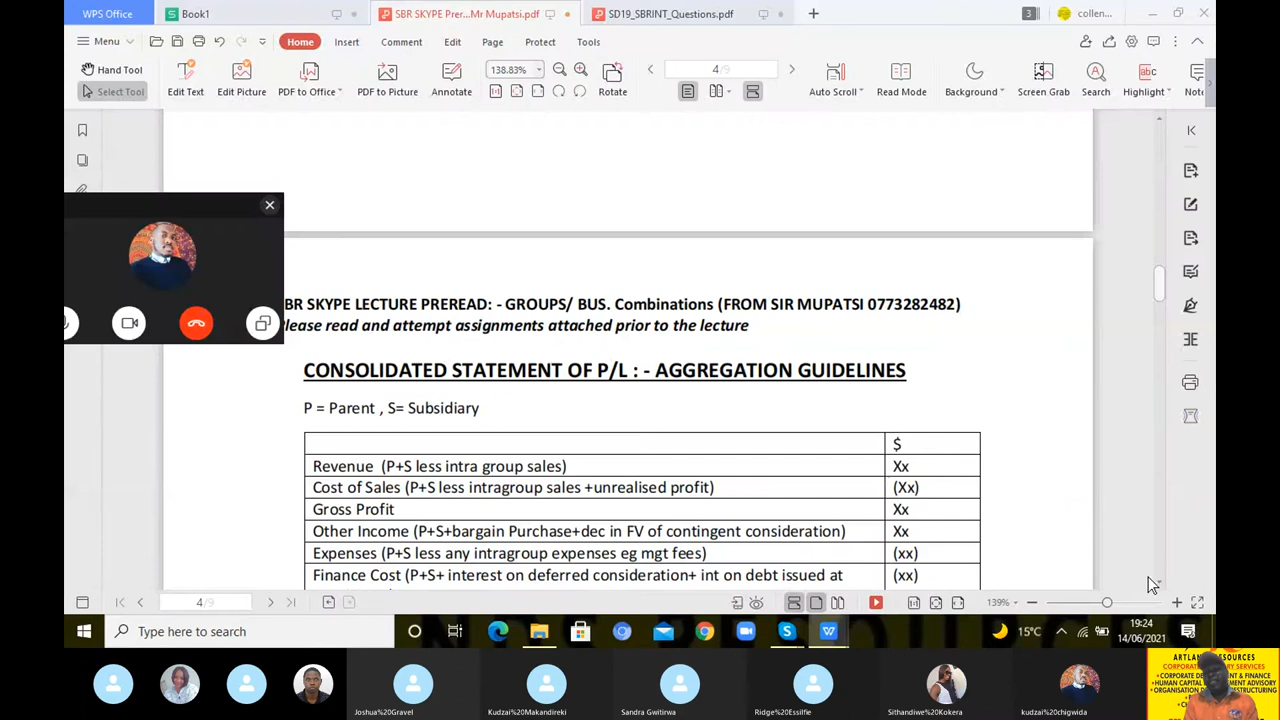 WPS Office
Book1
SBR SKYPE Prer...Mr Mupatsi.pdf
SD19_SBRINT_Questions.pdf
3
collen...
Menu
Home
Insert
Comment
Edit
Page
Protect
Tools
Hand Tool
Select Tool
Edit Text
Edit Picture
PDF to Office
PDF to Picture
Annotate
138.83%
Rotate
4/9
Auto Scroll
Read Mode
Background
Screen Grab
Search
Highlight
BR SKYPE LECTURE PREREAD: - GROUPS/ BUS. Combinations (FROM SIR MUPATSI 0773282482)
Please read and attempt assignments attached prior to the lecture
CONSOLIDATED STATEMENT OF P/L : - AGGREGATION GUIDELINES
P = Parent , S= Subsidiary
$
Revenue (P+S less intra group sales) Xx
Cost of Sales (P+S less intragroup sales +unrealised profit) (Xx)
Gross Profit Xx
Other Income (P+S+bargain Purchase+dec in FV of contingent consideration) Xx
Expenses (P+S less any intragroup expenses eg mgt fees) (xx)
Finance Cost (P+S+ interest on deferred consideration+ int on debt issued at (xx)
4/9
139%
Type here to search
15°C
19:24
14/06/2021
Joshua%20Gravel
Kudzai%20Makandireki
Sandra Gwitirwa
Ridge%20Essilfie
Sithandiwe%20Kokera
kudzai%20chigwida